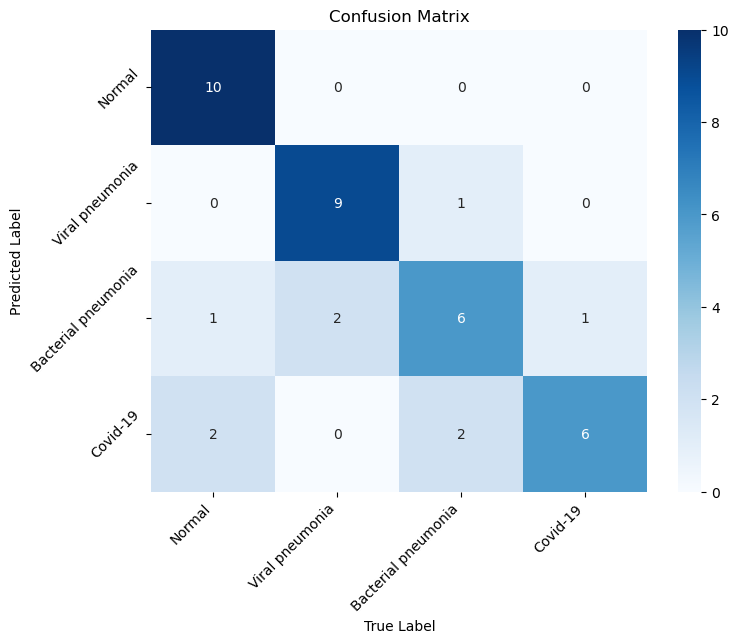 Confusion Matrix
Predicted Label
Normal
10 0 0 0
Viral pneumonia
0 9 1 0
Bacterial pneumonia
1 2 6 1
Covid-19
2 0 2 6
Normal
Viral pneumonia
Bacterial pneumonia
Covid-19
True Label
10
8
6
4
2
0